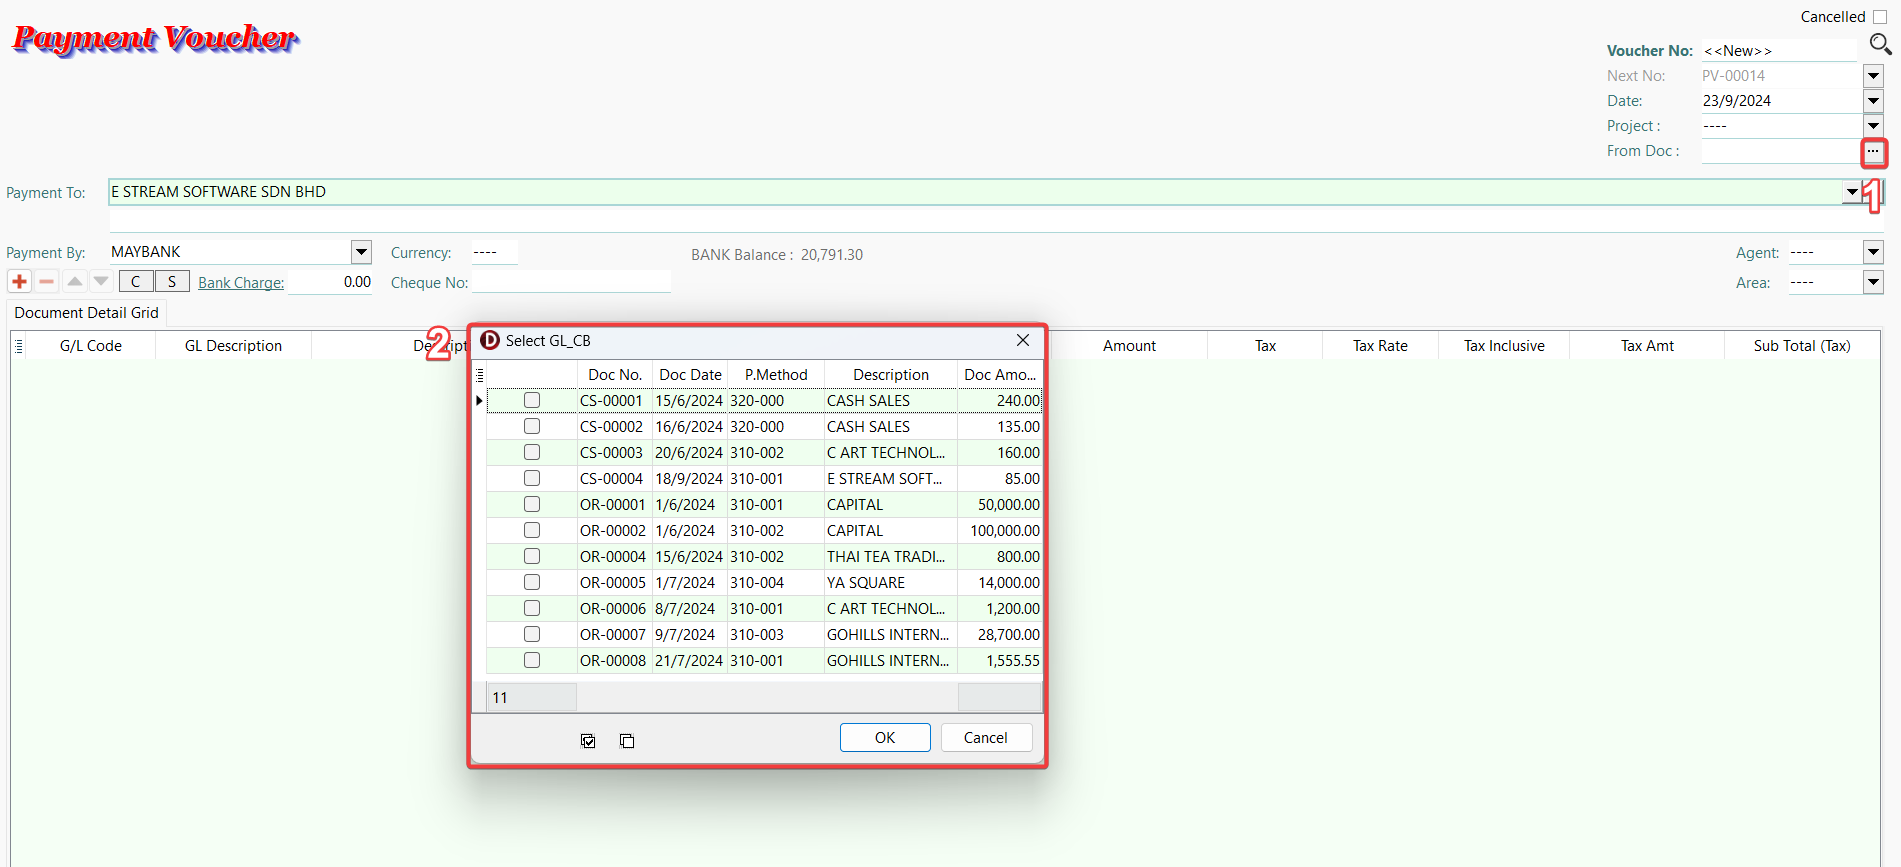 Payment Voucher
Cancelled
Voucher No: <<New>>
Next No: PV-00014
Date: 23/9/2024
Project : ----
From Doc : ...
1
Payment To: E STREAM SOFTWARE SDN BHD
Payment By: MAYBANK Currency: ---- BANK Balance : 20,791.30 Agent: ----
C S Bank Charge: 0.00 Cheque No: Area: ----
Document Detail Grid
G/L Code GL Description Amount Tax Tax Rate Tax Inclusive Tax Amt Sub Total (Tax)
2
Select GL_CB
Doc No. Doc Date P.Method Description Doc Amo...
CS-00001 15/6/2024 320-000 CASH SALES 240.00
CS-00002 16/6/2024 320-000 CASH SALES 135.00
CS-00003 20/6/2024 310-002 C ART TECHNOL... 160.00
CS-00004 18/9/2024 310-001 E STREAM SOFT... 85.00
OR-00001 1/6/2024 310-001 CAPITAL 50,000.00
OR-00002 1/6/2024 310-002 CAPITAL 100,000.00
OR-00004 15/6/2024 310-002 THAI TEA TRADI... 800.00
OR-00005 1/7/2024 310-004 YA SQUARE 14,000.00
OR-00006 8/7/2024 310-001 C ART TECHNOL... 1,200.00
OR-00007 9/7/2024 310-003 GOHILLS INTERN... 28,700.00
OR-00008 21/7/2024 310-001 GOHILLS INTERN... 1,555.55
11
OK Cancel